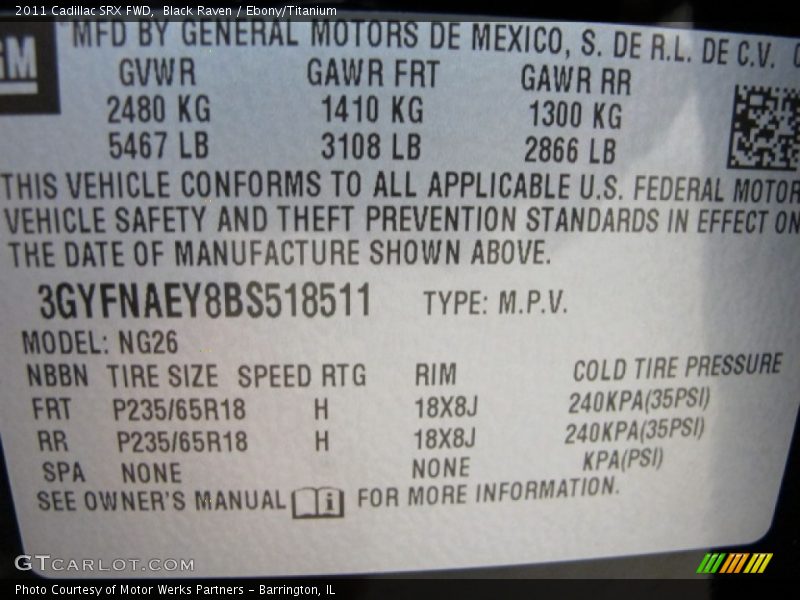 2011 Cadillac SRX FWD, Black Raven / Ebony/Titanium
GM
MFD BY GENERAL MOTORS DE MEXICO, S. DE R.L. DE C.V.
GVWR GAWR FRT GAWR RR
2480 KG 1410 KG 1300 KG
5467 LB 3108 LB 2866 LB
THIS VEHICLE CONFORMS TO ALL APPLICABLE U.S. FEDERAL MOTOR
VEHICLE SAFETY AND THEFT PREVENTION STANDARDS IN EFFECT ON
THE DATE OF MANUFACTURE SHOWN ABOVE.
3GYFNAEY8BS518511 TYPE: M.P.V.
MODEL: NG26
NBBN TIRE SIZE SPEED RTG RIM COLD TIRE PRESSURE
FRT P235/65R18 H 18X8J 240KPA(35PSI)
RR P235/65R18 H 18X8J 240KPA(35PSI)
SPA NONE NONE KPA(PSI)
SEE OWNER'S MANUAL i FOR MORE INFORMATION.
GTCARLOT.COM
Photo Courtesy of Motor Werks Partners - Barrington, IL